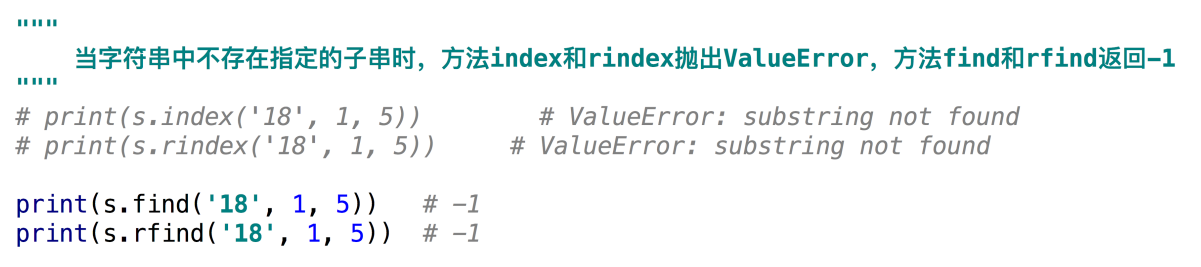 """
    当字符串中不存在指定的子串时，方法index和rindex抛出ValueError，方法find和rfind返回-1
"""
# print(s.index('18', 1, 5))        # ValueError: substring not found
# print(s.rindex('18', 1, 5))     # ValueError: substring not found

print(s.find('18', 1, 5))   # -1
print(s.rfind('18', 1, 5))  # -1